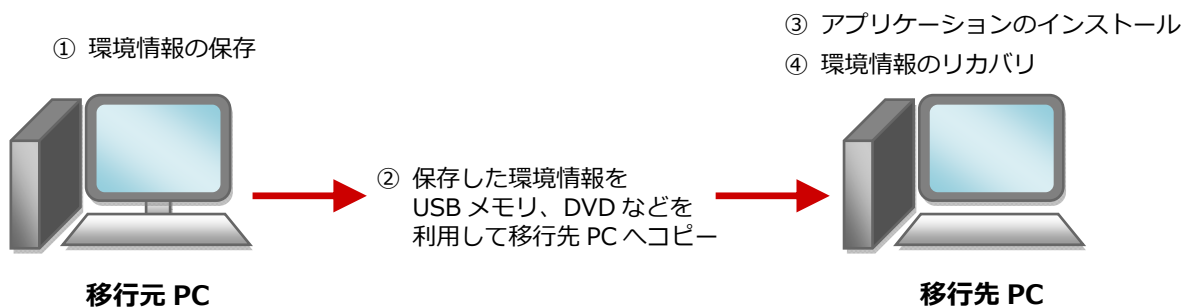 ① 環境情報の保存
③ アプリケーションのインストール
④ 環境情報のリカバリ
② 保存した環境情報を
USB メモリ、DVD などを
利用して移行先 PC へコピー
移行元 PC
移行先 PC